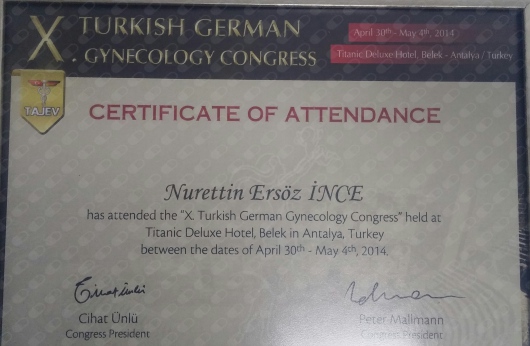 X. TURKISH GERMAN
GYNECOLOGY CONGRESS
April 30th - May 4th, 2014
Titanic Deluxe Hotel, Belek - Antalya / Turkey
TAJEV
CERTIFICATE OF ATTENDANCE
Nurettin Ersöz İNCE
has attended the "X. Turkish German Gynecology Congress" held at
Titanic Deluxe Hotel, Belek in Antalya, Turkey
between the dates of April 30th - May 4th, 2014.
Cihat Ünlü
Cihat Ünlü
Congress President
Peter Mallmann
Congress President